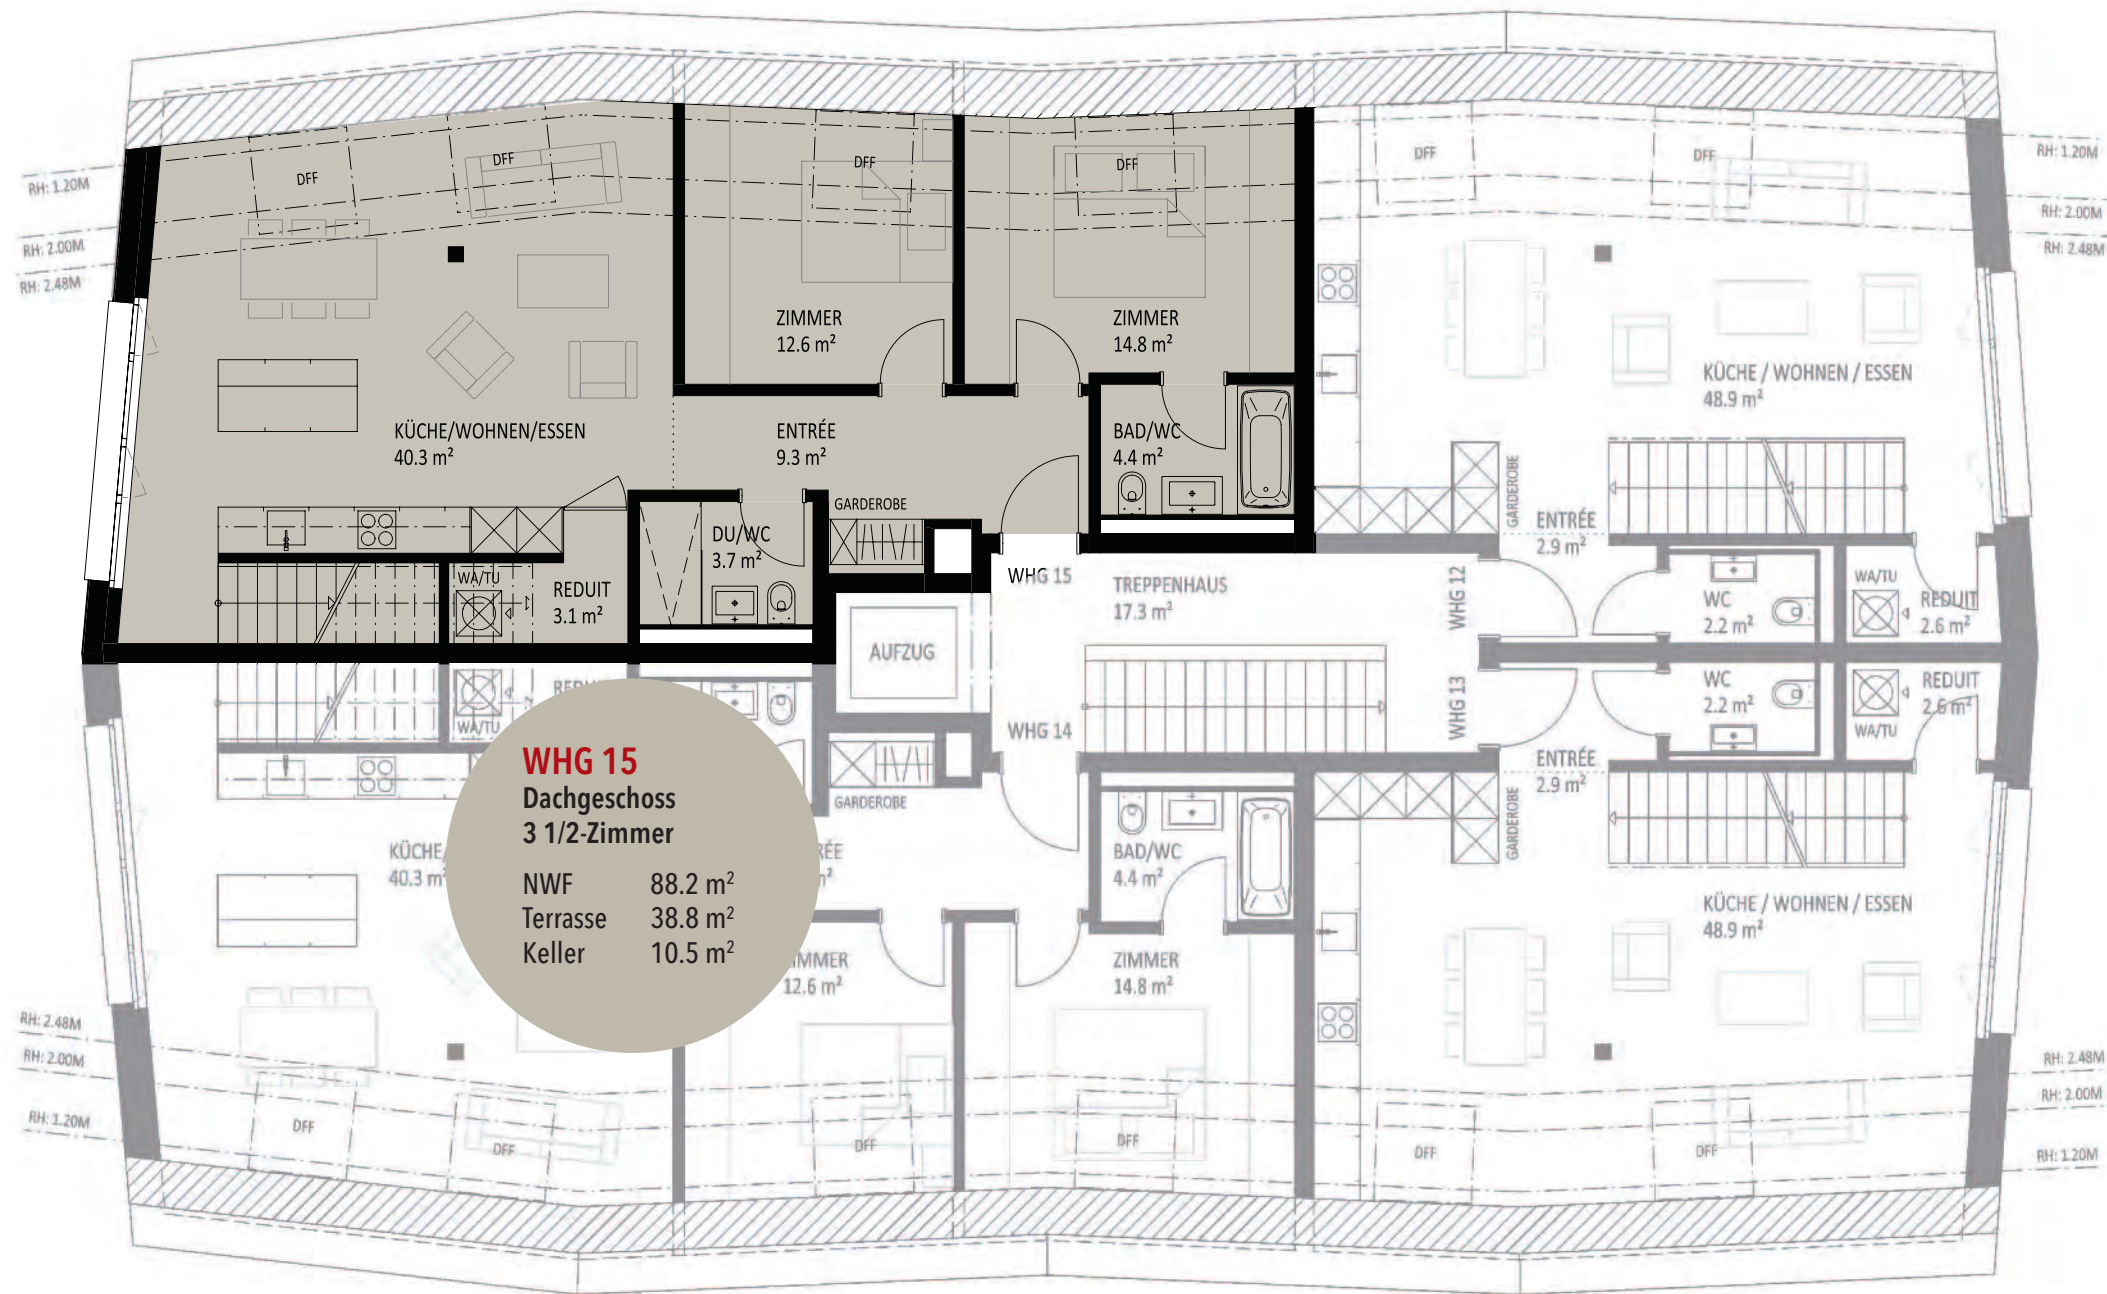 RH: 1.20M
RH: 2.00M
RH: 2.48M
DFF
DFF
DFF
DFF
DFF
DFF
RH: 1.20M
RH: 2.00M
RH: 2.48M
ZIMMER
12.6 m²
ZIMMER
14.8 m²
KÜCHE / WOHNEN / ESSEN
48.9 m²
KÜCHE/WOHNEN/ESSEN
40.3 m²
ENTRÉE
9.3 m²
BAD/WC
4.4 m²
GARDEROBE
GARDEROBE
ENTRÉE
2.9 m²
DU/WC
3.7 m²
WA/TU
REDUIT
3.1 m²
WHG 15
TREPPENHAUS
17.3 m²
WHG 12
WC
2.2 m²
WA/TU
REDUIT
2.6 m²
AUFZUG
WHG 14
WHG 13
WC
2.2 m²
REDUIT
2.6 m²
WA/TU
WA/TU
ENTRÉE
2.9 m²
GARDEROBE
GARDEROBE
WHG 15
Dachgeschoss
3 1/2-Zimmer
NWF 88.2 m²
Terrasse 38.8 m²
Keller 10.5 m²
KÜCHE/
40.3 m²
BAD/WC
4.4 m²
KÜCHE / WOHNEN / ESSEN
48.9 m²
12.6 m²
ZIMMER
14.8 m²
RH: 2.48M
RH: 2.00M
RH: 1.20M
DFF
DFF
DFF
DFF
DFF
DFF
RH: 2.48M
RH: 2.00M
RH: 1.20M